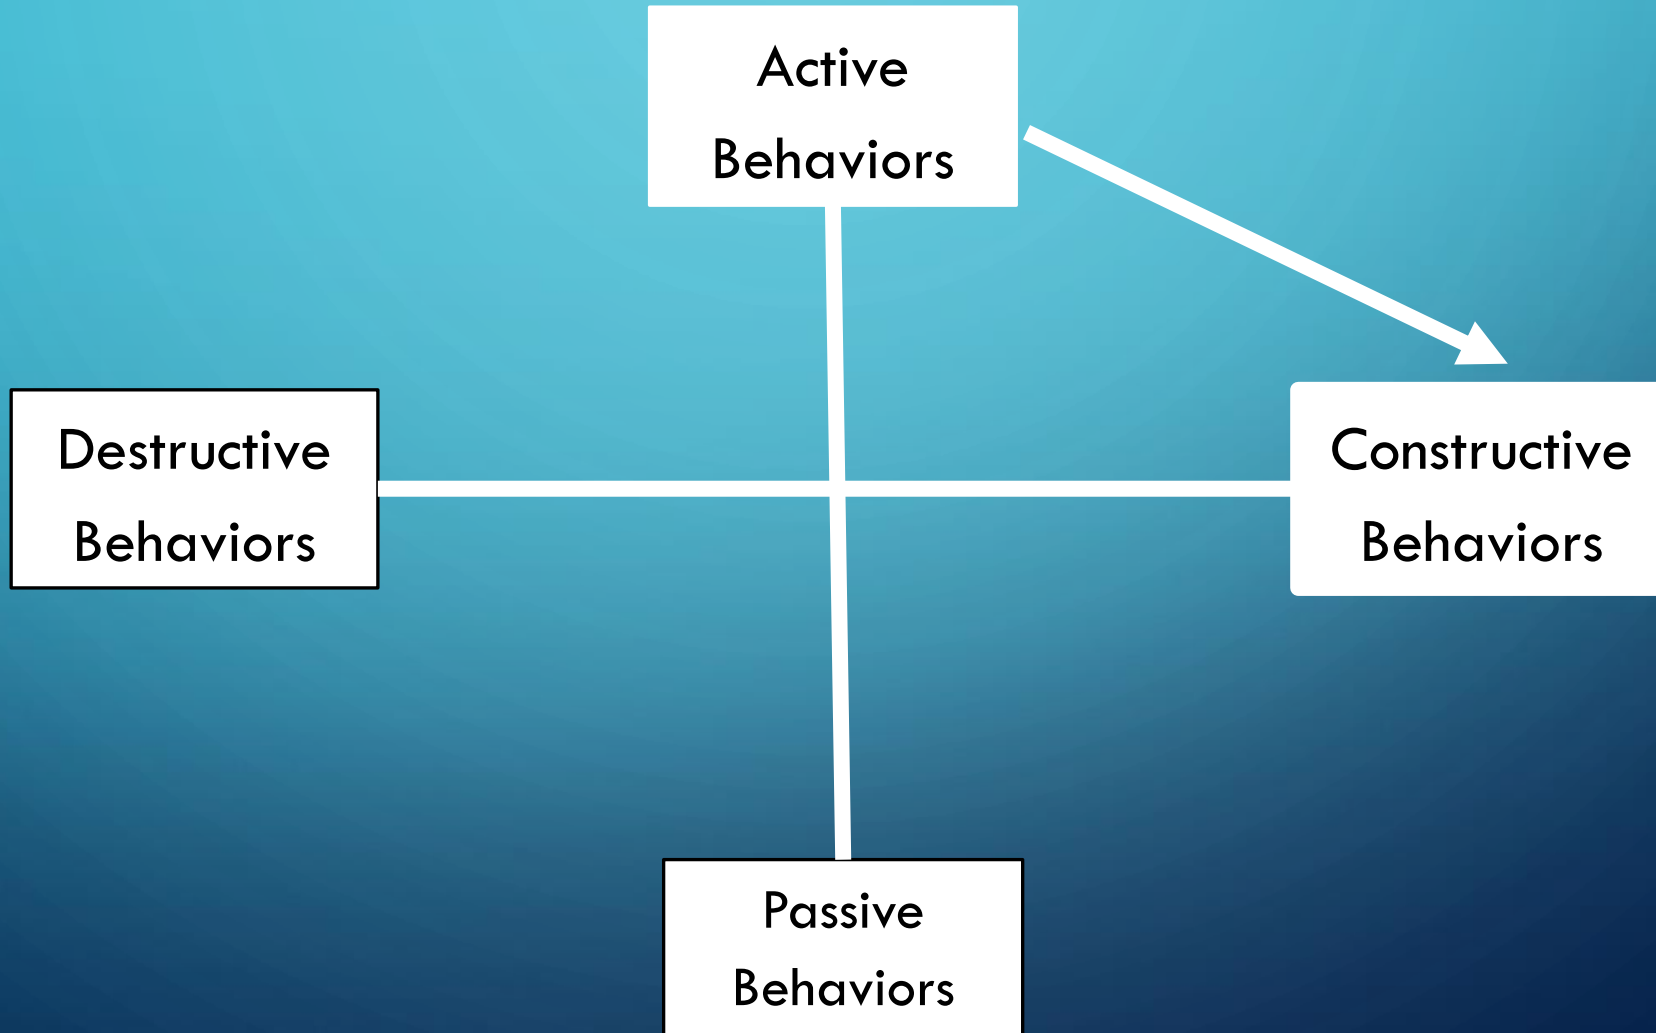 Active
Behaviors
Destructive
Behaviors
Constructive
Behaviors
Passive
Behaviors